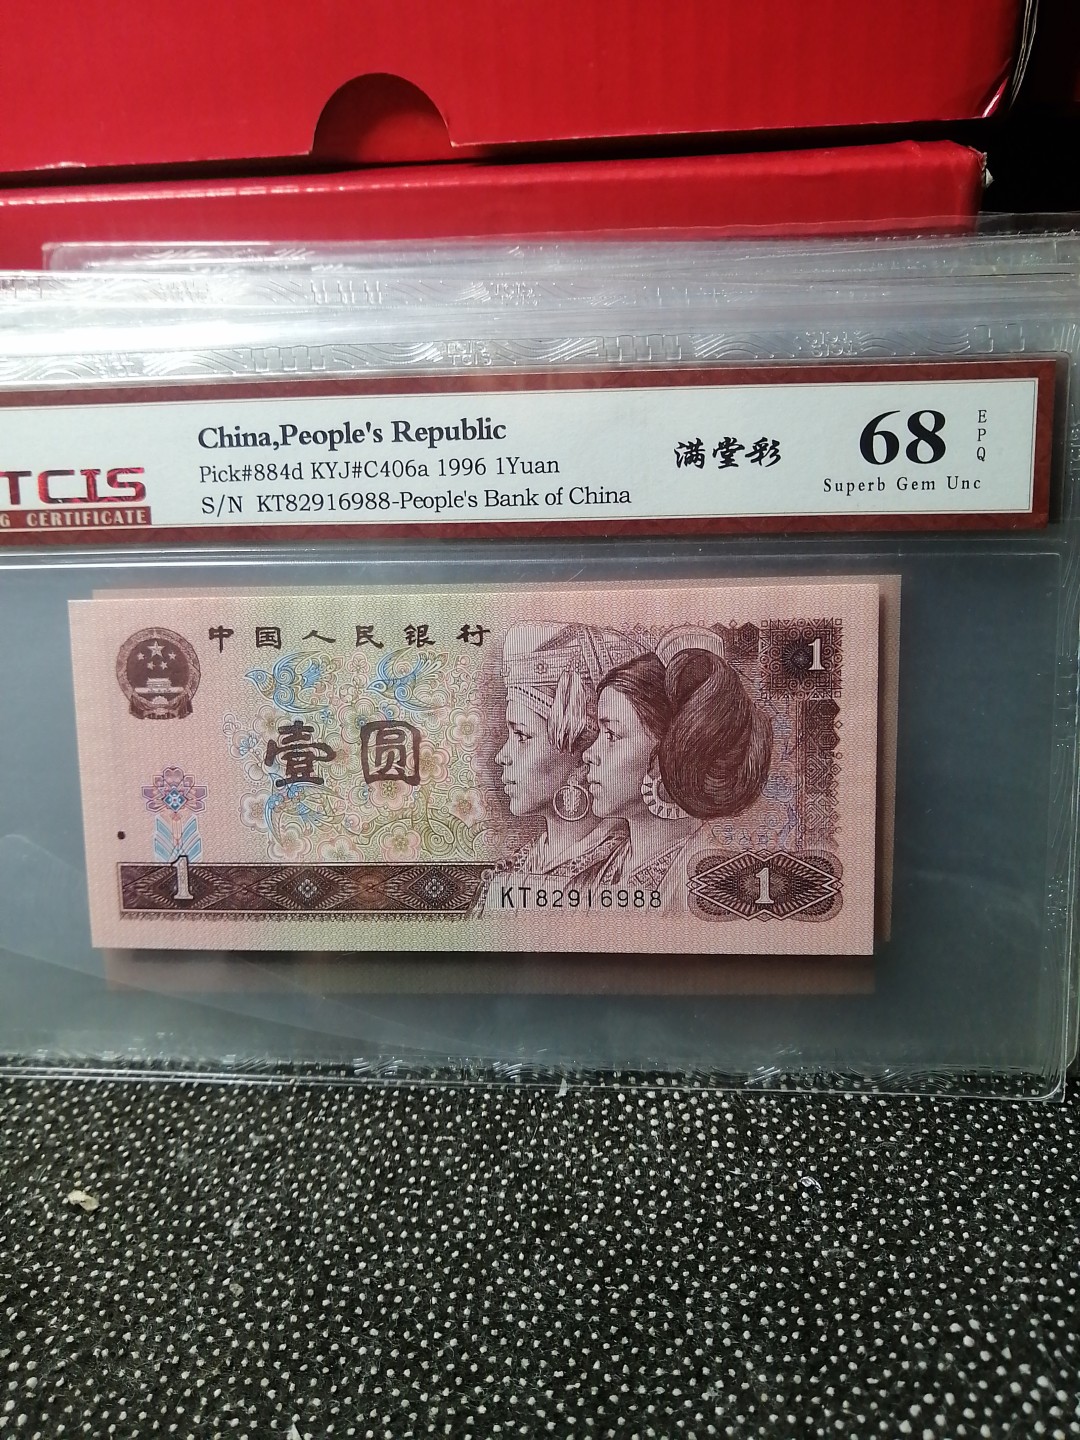 China,People's Republic
Pick#884d KYJ#C406a 1996 1Yuan
S/N KT82916988-People's Bank of China
满堂彩
68
EPQ
Superb Gem Unc
TCIS
G CERTIFICATE
中国人民银行
1
壹圆
1
KT82916988
1